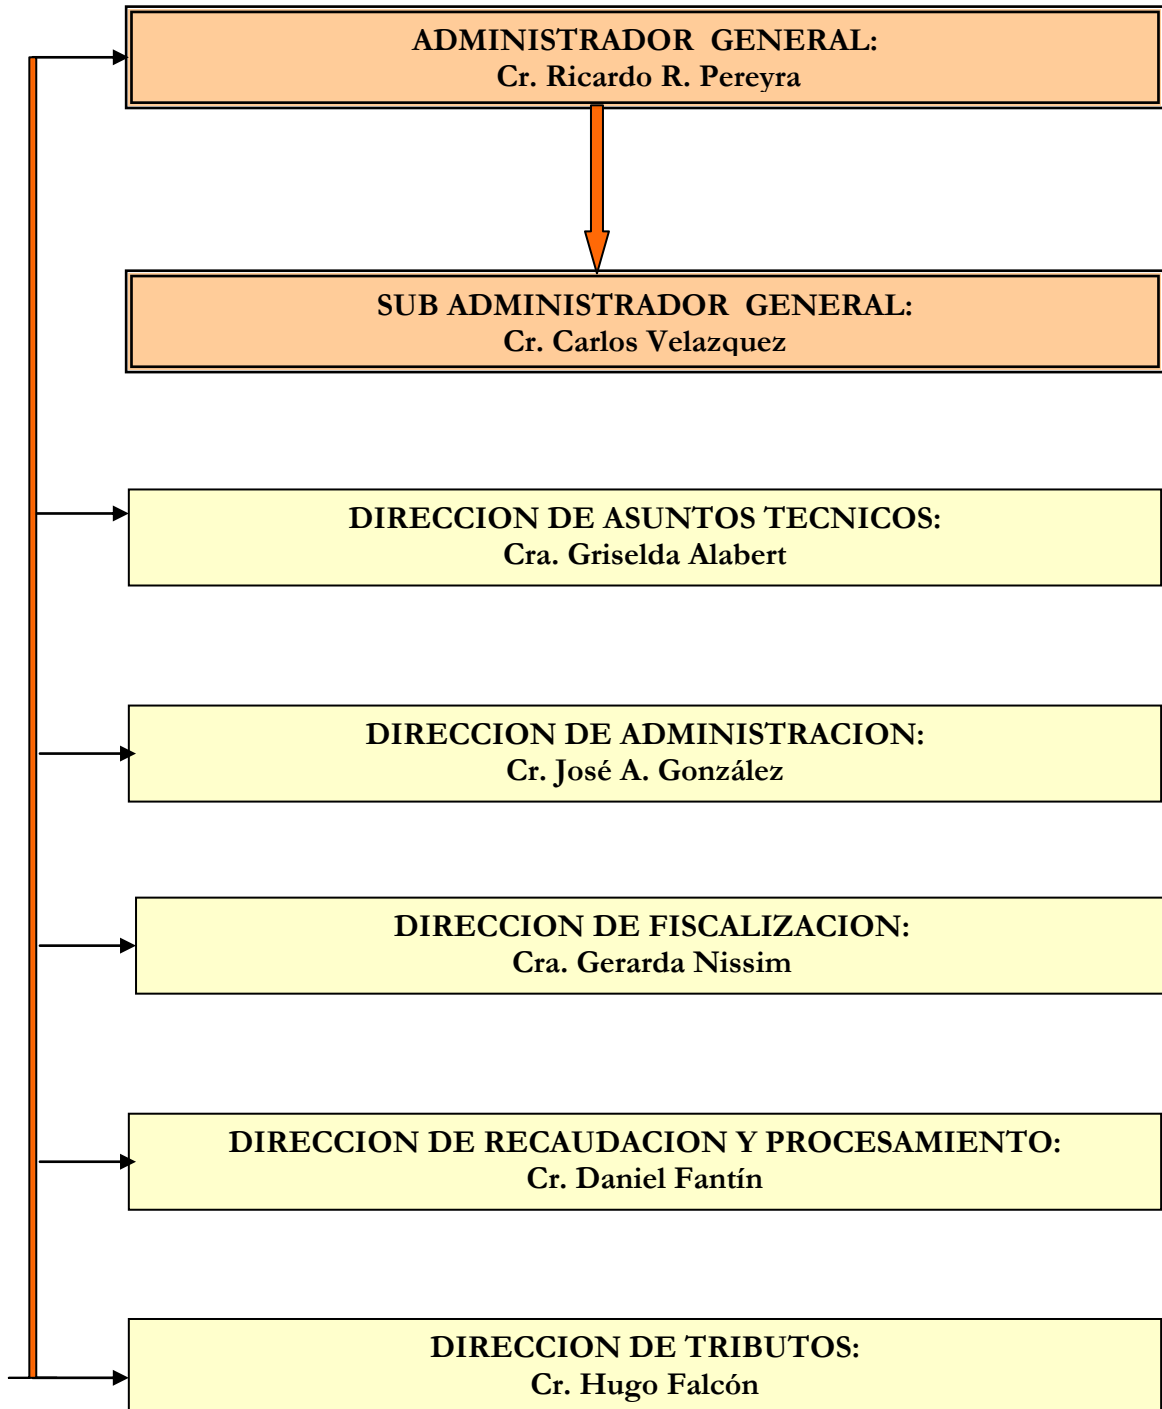 ADMINISTRADOR  GENERAL:
Cr. Ricardo R. Pereyra
SUB ADMINISTRADOR  GENERAL:
Cr. Carlos Velazquez
DIRECCION DE ASUNTOS TECNICOS:
Cra. Griselda Alabert
DIRECCION DE ADMINISTRACION:
Cr. José A. González
DIRECCION DE FISCALIZACION:
Cra. Gerarda Nissim
DIRECCION DE RECAUDACION Y PROCESAMIENTO:
Cr. Daniel Fantín
DIRECCION DE TRIBUTOS:
Cr. Hugo Falcón